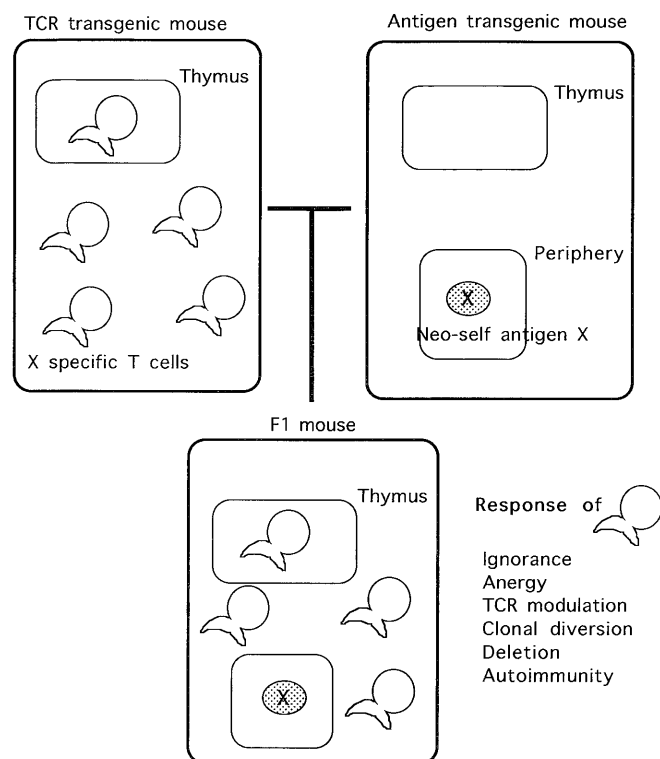 TCR transgenic mouse
Antigen transgenic mouse
Thymus
Thymus
Periphery
X
Neo-self antigen X
X specific T cells
F1 mouse
Thymus
X
Response of
Ignorance
Anergy
TCR modulation
Clonal diversion
Deletion
Autoimmunity